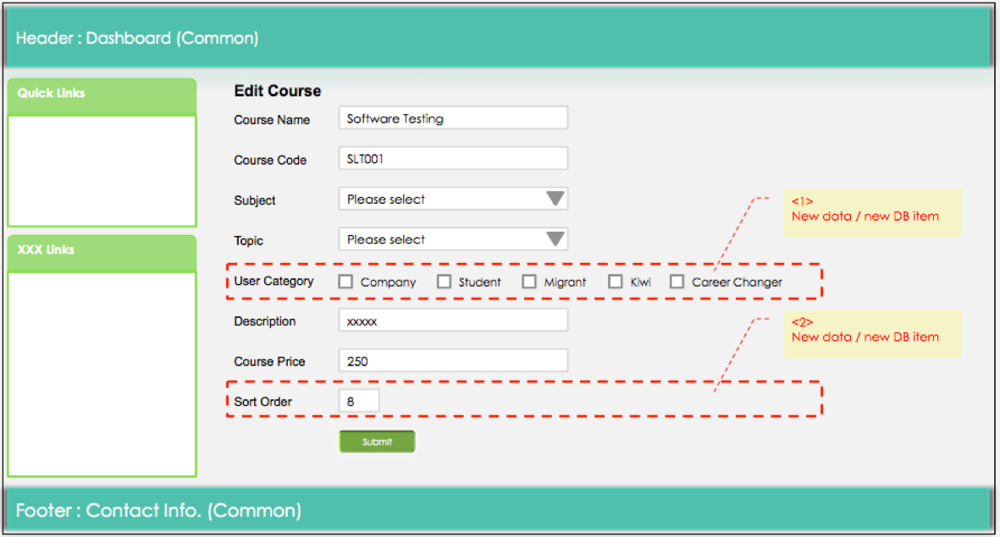 Header : Dashboard (Common)
Quick Links
XXX Links
Edit Course
Course Name Software Testing
Course Code SLT001
Subject Please select
Topic Please select
User Category Company Student Migrant Kiwi Career Changer
<1>
New data / new DB item
Description xxxxx
Course Price 250
<2>
New data / new DB item
Sort Order 8
Submit
Footer : Contact Info. (Common)